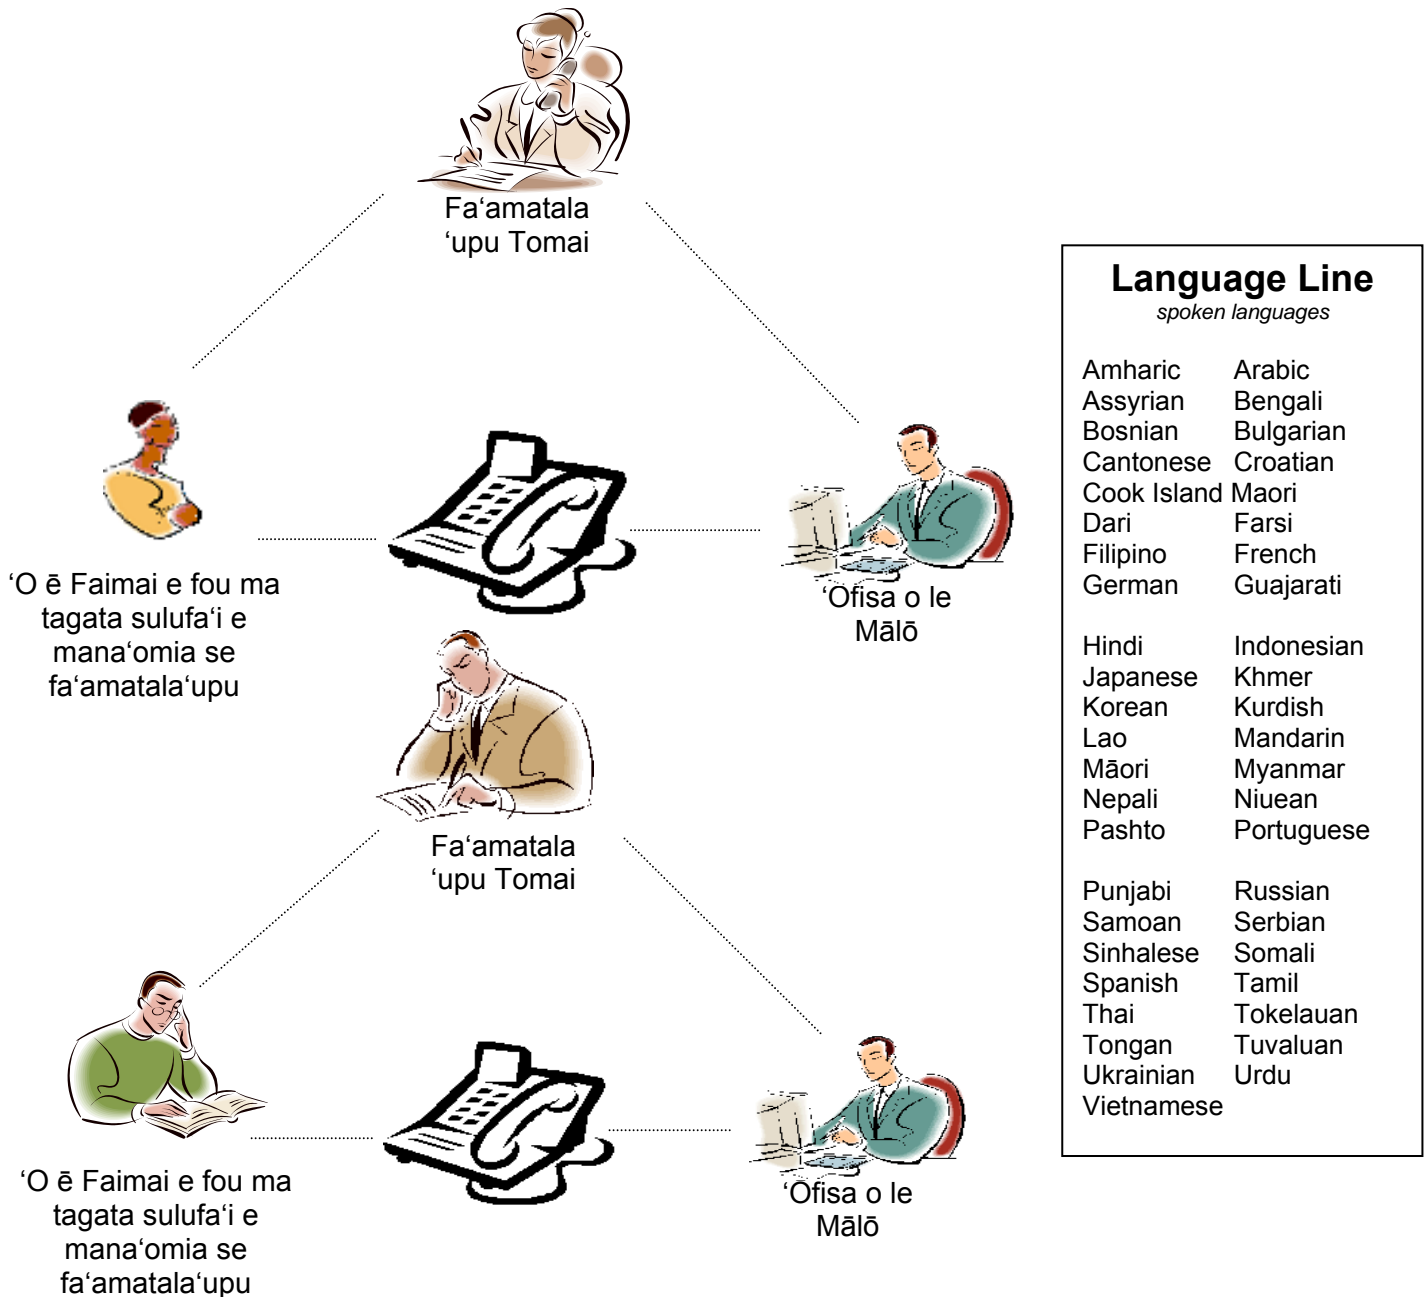 Fa‘amatala
‘upu Tomai
‘O ē Faimai e fou ma
tagata sulufa‘i e
mana‘omia se
fa‘amatala‘upu
‘Ofisa o le
Mālō
Fa‘amatala
‘upu Tomai
‘O ē Faimai e fou ma
tagata sulufa‘i e
mana‘omia se
fa‘amatala‘upu
‘Ofisa o le
Mālō
Language Line
spoken languages
Amharic Arabic
Assyrian Bengali
Bosnian Bulgarian
Cantonese Croatian
Cook Island Maori
Dari Farsi
Filipino French
German Guajarati
Hindi Indonesian
Japanese Khmer
Korean Kurdish
Lao Mandarin
Māori Myanmar
Nepali Niuean
Pashto Portuguese
Punjabi Russian
Samoan Serbian
Sinhalese Somali
Spanish Tamil
Thai Tokelauan
Tongan Tuvaluan
Ukrainian Urdu
Vietnamese